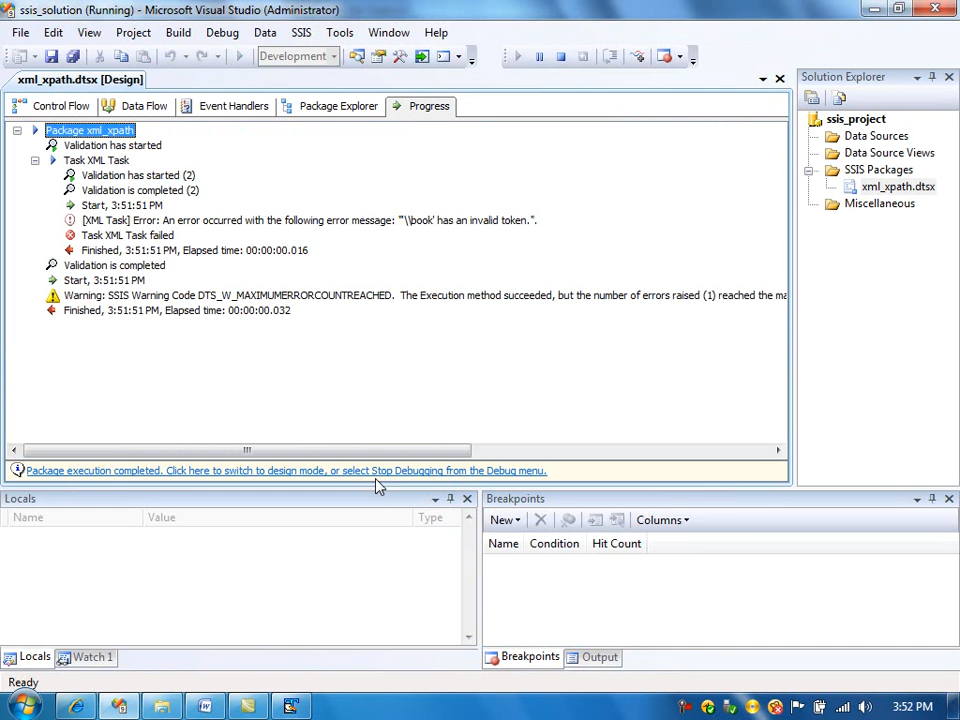 ssis_solution (Running) - Microsoft Visual Studio (Administrator)
File Edit View Project Build Debug Data SSIS Tools Window Help
Development
xml_xpath.dtsx [Design]
Control Flow Data Flow Event Handlers Package Explorer Progress
Package xml_xpath
Validation has started
Task XML Task
Validation has started (2)
Validation is completed (2)
Start, 3:51:51 PM
[XML Task] Error: An error occurred with the following error message: "'\\book' has an invalid token.".
Task XML Task failed
Finished, 3:51:51 PM, Elapsed time: 00:00:00.016
Validation is completed
Start, 3:51:51 PM
Warning: SSIS Warning Code DTS_W_MAXIMUMERRORCOUNTREACHED.  The Execution method succeeded, but the number of errors raised (1) reached the ma
Finished, 3:51:51 PM, Elapsed time: 00:00:00.032
Package execution completed. Click here to switch to design mode, or select Stop Debugging from the Debug menu.
Solution Explorer
ssis_project
Data Sources
Data Source Views
SSIS Packages
xml_xpath.dtsx
Miscellaneous
Locals
Name Value Type
Locals Watch 1
Breakpoints
New Columns
Name Condition Hit Count
Breakpoints Output
Ready
3:52 PM